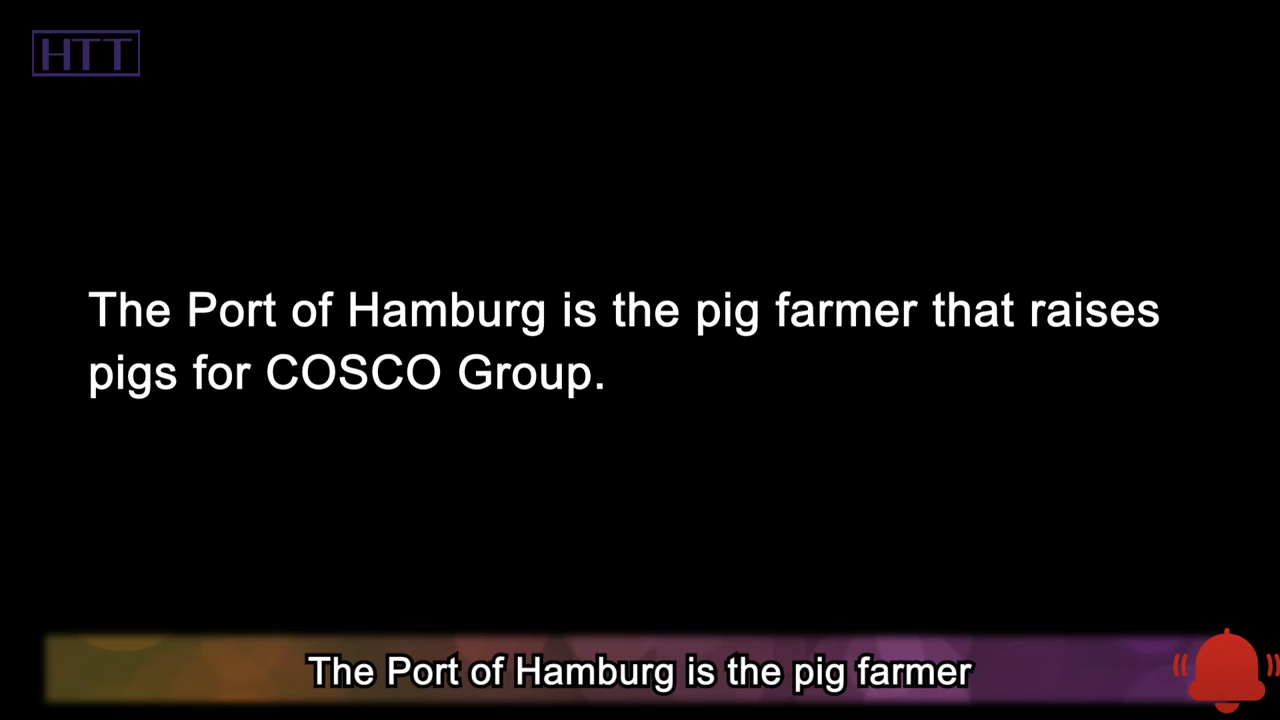 HTT
The Port of Hamburg is the pig farmer that raises
pigs for COSCO Group.
The Port of Hamburg is the pig farmer